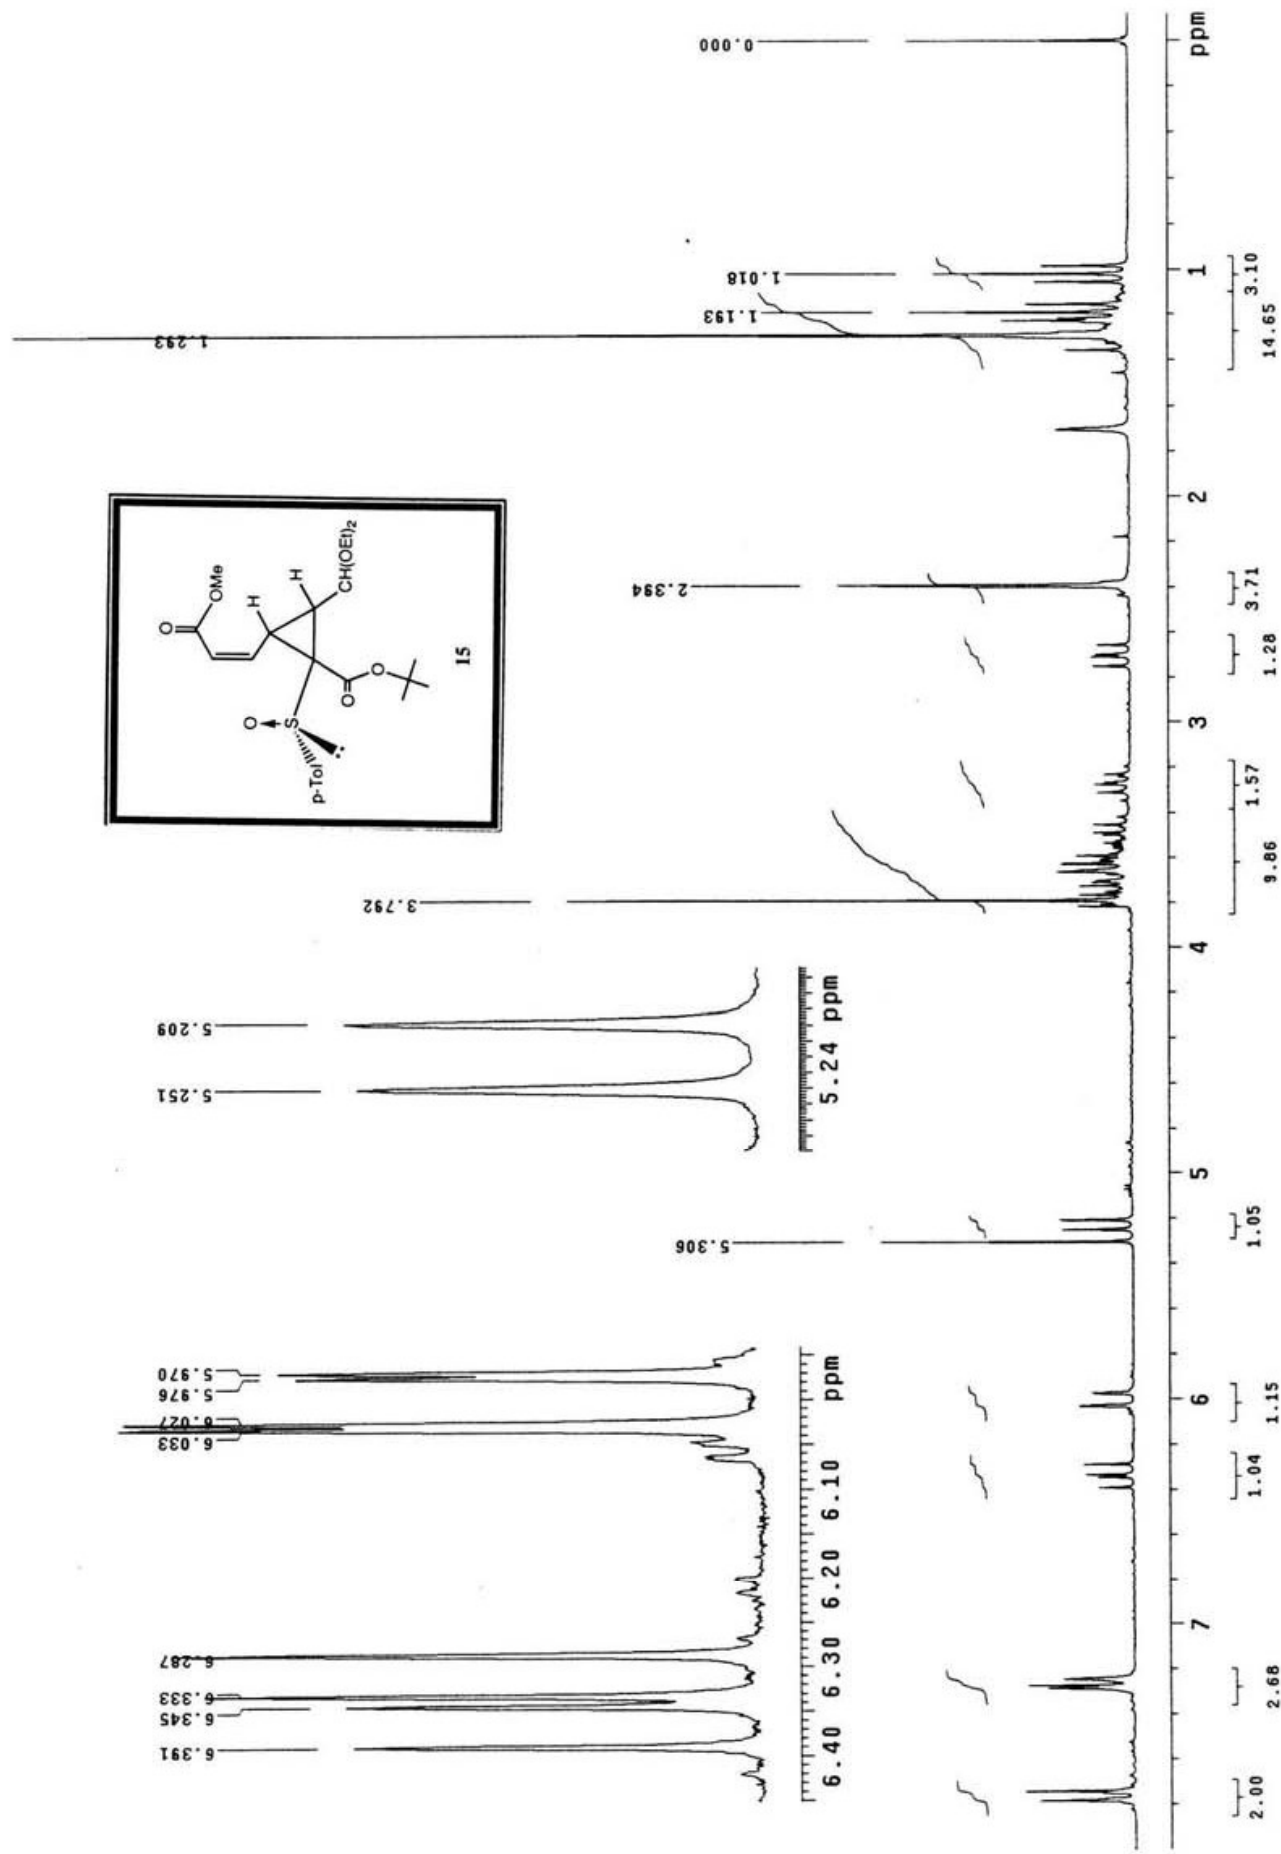 6.391
6.345
6.333
6.287
6.033
6.027
5.976
5.970
5.251
5.209
6.40 6.30 6.20 6.10 ppm
5.24 ppm
O
OMe
H
H
CH(OEt)₂
O
S
p-Tol
:
O
O
15
1.293
3.792
5.306
2.394
1.193
1.018
0.000
7 6 5 4 3 2 1 ppm
2.00 2.68 1.04 1.15 1.05 9.86 1.57 1.28 3.71 14.65 3.10